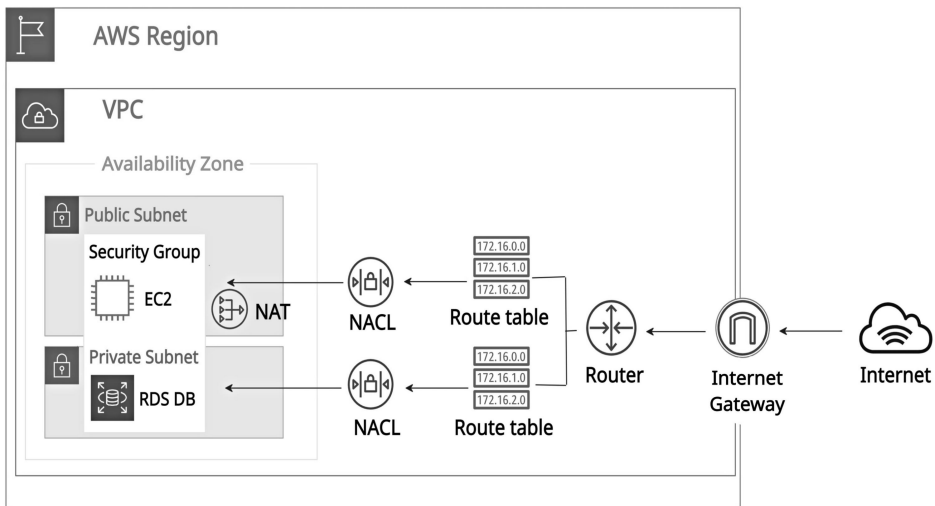 AWS Region
VPC
Availability Zone
Public Subnet
Security Group
EC2
NAT
NACL
172.16.0.0
172.16.1.0
172.16.2.0
Route table
Private Subnet
RDS DB
NACL
172.16.0.0
172.16.1.0
172.16.2.0
Route table
Router
Internet
Gateway
Internet